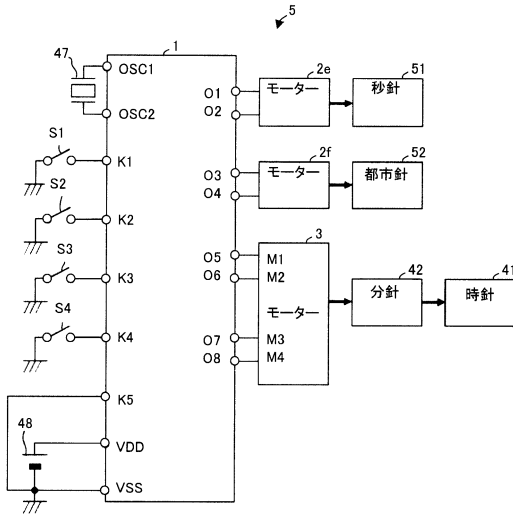 5
47
OSC1
OSC2
1
S1
K1
S2
K2
S3
K3
S4
K4
K5
48
VDD
VSS
O1
O2
2e
モーター
51
秒針
O3
O4
2f
モーター
52
都市針
O5
O6
O7
O8
3
M1
M2
モーター
M3
M4
42
分針
41
時針